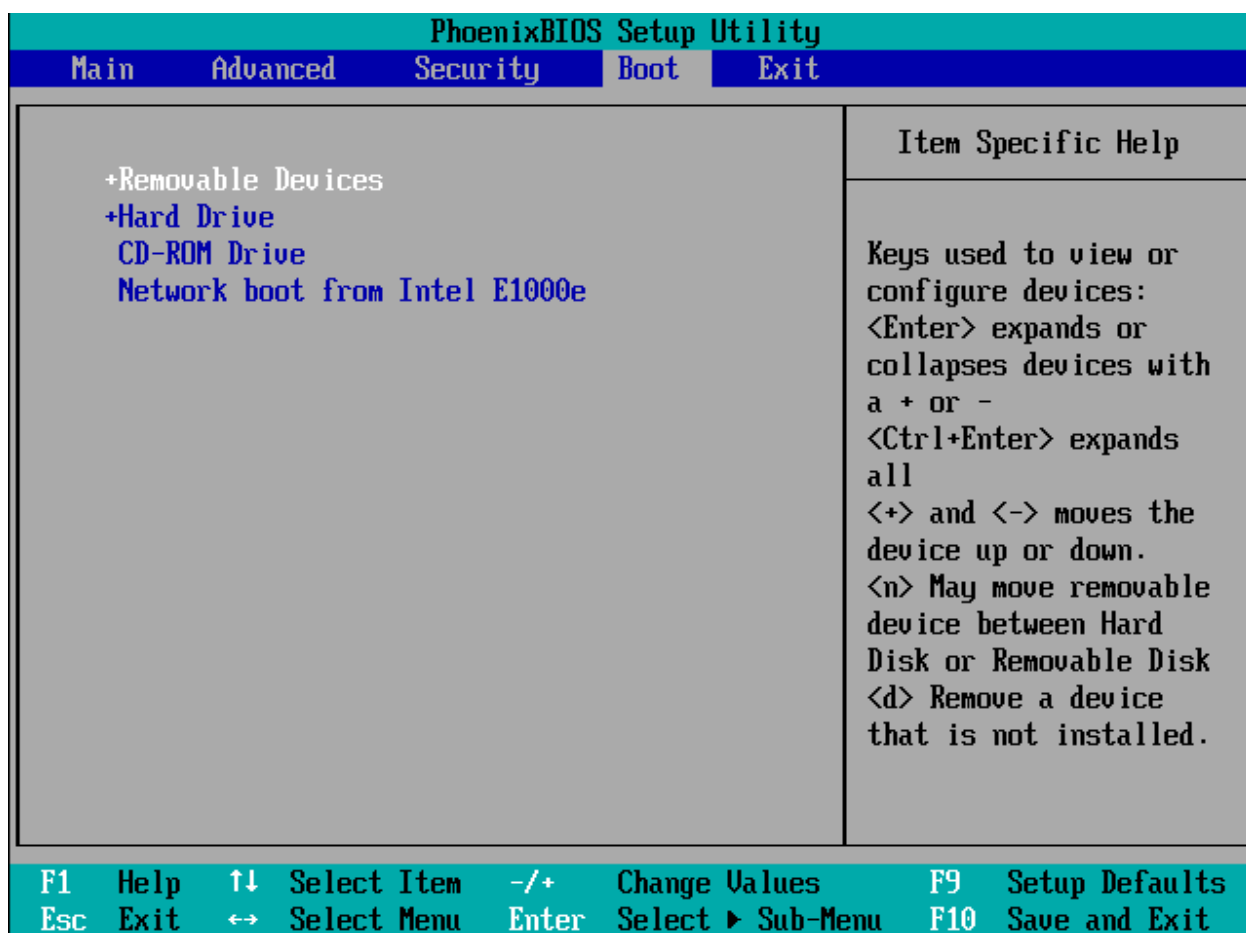 PhoenixBIOS Setup Utility
Main Advanced Security Boot Exit
+Removable Devices
+Hard Drive
CD-ROM Drive
Network boot from Intel E1000e
Item Specific Help
Keys used to view or
configure devices:
<Enter> expands or
collapses devices with
a + or -
<Ctrl+Enter> expands
all
<+> and <-> moves the
device up or down.
<n> May move removable
device between Hard
Disk or Removable Disk
<d> Remove a device
that is not installed.
F1 Help ↑↓ Select Item -/+ Change Values F9 Setup Defaults
Esc Exit ↔ Select Menu Enter Select ▶ Sub-Menu F10 Save and Exit